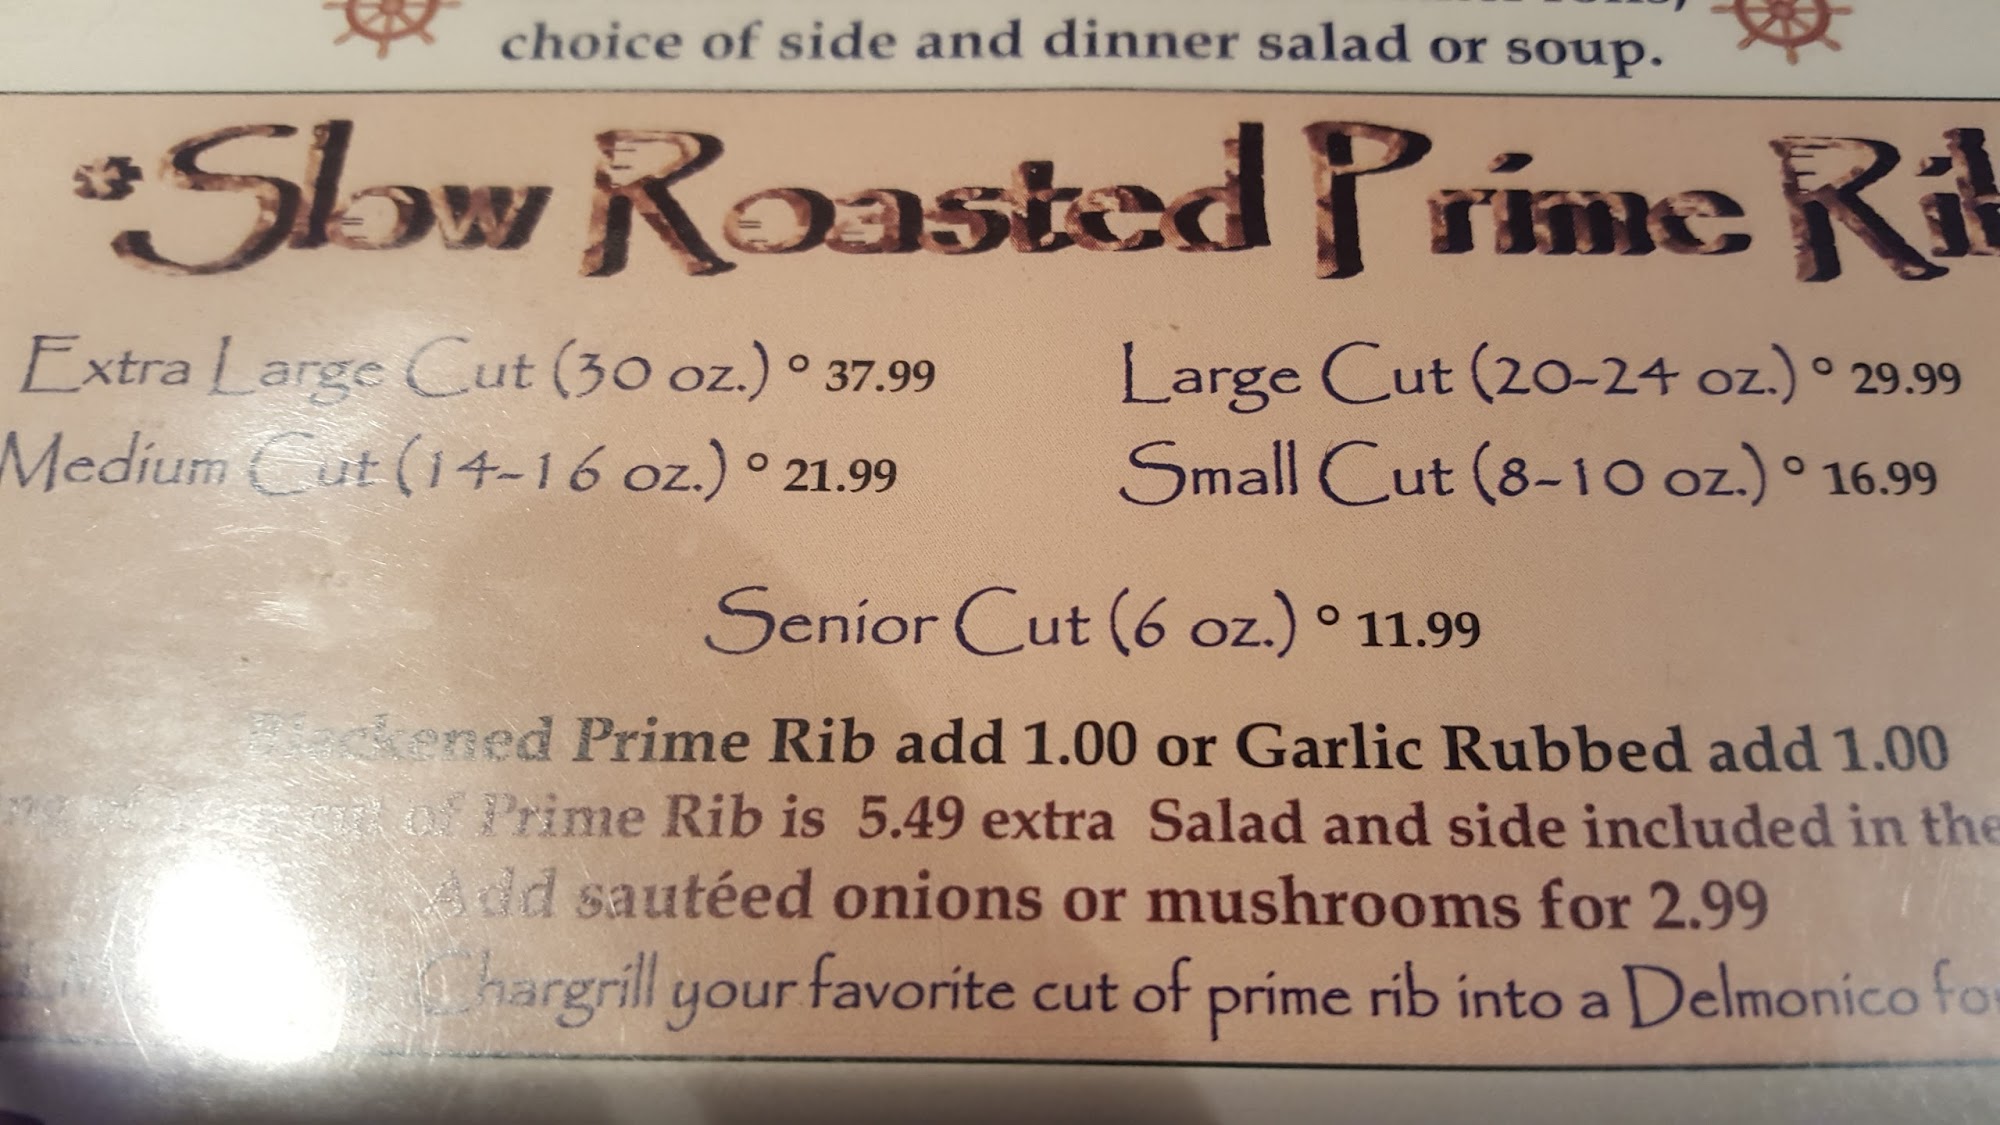 choice of side and dinner salad or soup.
*Slow Roasted Prime Rib
Extra Large Cut (30 oz.) ° 37.99 Large Cut (20-24 oz.) ° 29.99
Medium Cut (14-16 oz.) ° 21.99 Small Cut (8-10 oz.) ° 16.99
Senior Cut (6 oz.) ° 11.99
Blackened Prime Rib add 1.00 or Garlic Rubbed add 1.00
cut of Prime Rib is 5.49 extra Salad and side included in the
Add sautéed onions or mushrooms for 2.99
Chargrill your favorite cut of prime rib into a Delmonico